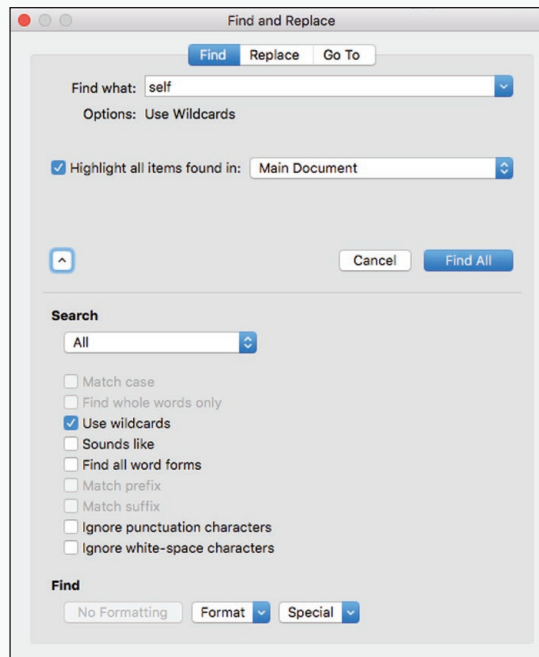 Find and Replace
Find Replace Go To
Find what: self
Options: Use Wildcards
Highlight all items found in: Main Document
Cancel Find All
Search
All
Match case
Find whole words only
Use wildcards
Sounds like
Find all word forms
Match prefix
Match suffix
Ignore punctuation characters
Ignore white-space characters
Find
No Formatting Format Special